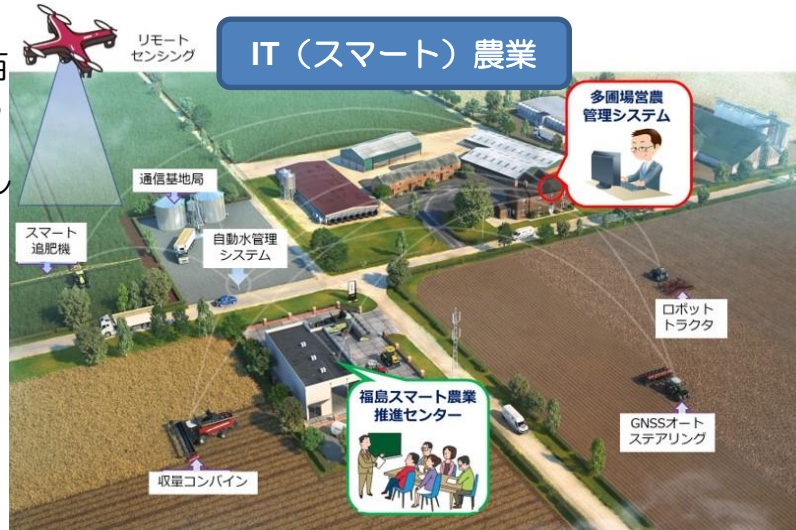 IT（スマート）農業
リモート
センシング
多圃場営農
管理システム
通信基地局
スマート
追肥機
自動水管理
システム
ロボット
トラクタ
福島スマート農業
推進センター
GNSSオート
ステアリング
収量コンバイン